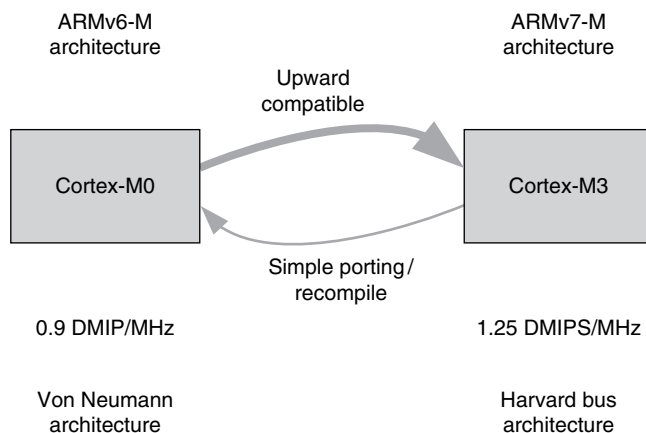 ARMv6-M
architecture
ARMv7-M
architecture
Upward
compatible
Cortex-M0
Cortex-M3
Simple porting/
recompile
0.9 DMIP/MHz
1.25 DMIPS/MHz
Von Neumann
architecture
Harvard bus
architecture